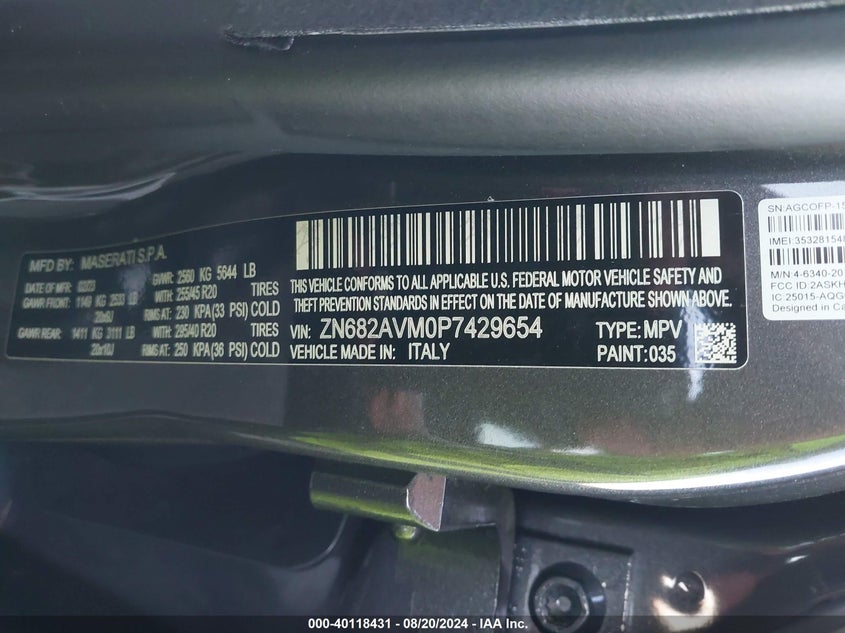 MFD BY: MASERATI S.P.A.
DATE OF MFR: 03/23 GVWR: 2560 KG 5644 LB
GAWR FRONT: 1149 KG 2533 LB WITH: 255/45 R20 TIRES
20x8J RIMS AT: 230 KPA (33 PSI) COLD
GAWR REAR: 1411 KG 3111 LB WITH: 285/40 R20 TIRES
20x10J RIMS AT: 250 KPA (36 PSI) COLD
THIS VEHICLE CONFORMS TO ALL APPLICABLE U.S. FEDERAL MOTOR VEHICLE SAFETY AND
THEFT PREVENTION STANDARDS IN EFFECT ON THE DATE OF MANUFACTURE SHOWN ABOVE.
VIN: ZN682AVM0P7429654 TYPE: MPV
VEHICLE MADE IN: ITALY PAINT: 035
SN:AGCOFP-15
IMEI:353281548
M/N:4-6340-20
FCC ID:2ASKH
IC 25015-AQG
Designed in Ca
000-40118431 - 08/20/2024 - IAA Inc.